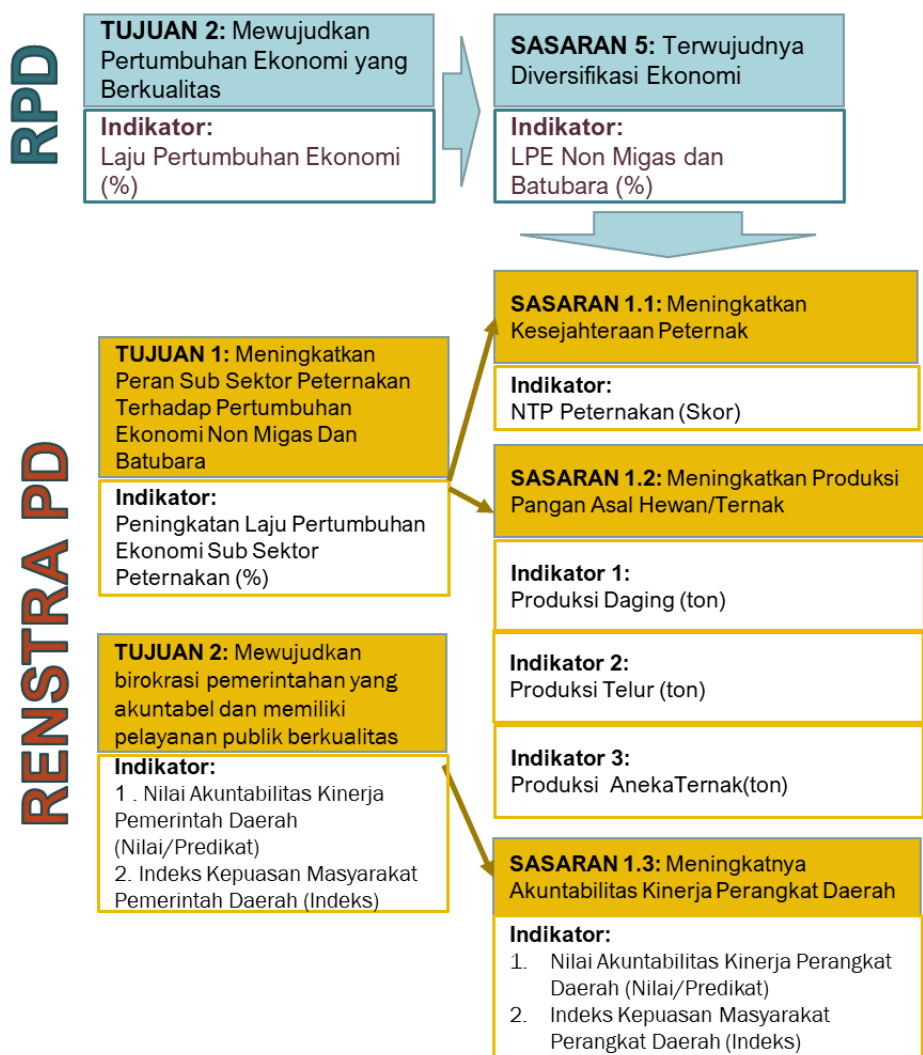 RPD
TUJUAN 2: Mewujudkan
Pertumbuhan Ekonomi yang
Berkualitas
Indikator:
Laju Pertumbuhan Ekonomi
(%)
SASARAN 5: Terwujudnya
Diversifikasi Ekonomi
Indikator:
LPE Non Migas dan
Batubara (%)
RENSTRA PD
TUJUAN 1: Meningkatkan
Peran Sub Sektor Peternakan
Terhadap Pertumbuhan
Ekonomi Non Migas Dan
Batubara
Indikator:
Peningkatan Laju Pertumbuhan
Ekonomi Sub Sektor
Peternakan (%)
SASARAN 1.1: Meningkatkan
Kesejahteraan Peternak
Indikator:
NTP Peternakan (Skor)
SASARAN 1.2: Meningkatkan Produksi
Pangan Asal Hewan/Ternak
Indikator 1:
Produksi Daging (ton)
Indikator 2:
Produksi Telur (ton)
Indikator 3:
Produksi AnekaTernak(ton)
TUJUAN 2: Mewujudkan
birokrasi pemerintahan yang
akuntabel dan memiliki
pelayanan publik berkualitas
Indikator:
1 . Nilai Akuntabilitas Kinerja
Pemerintah Daerah
(Nilai/Predikat)
2. Indeks Kepuasan Masyarakat
Pemerintah Daerah (Indeks)
SASARAN 1.3: Meningkatnya
Akuntabilitas Kinerja Perangkat Daerah
Indikator:
1. Nilai Akuntabilitas Kinerja Perangkat
Daerah (Nilai/Predikat)
2. Indeks Kepuasan Masyarakat
Perangkat Daerah (Indeks)